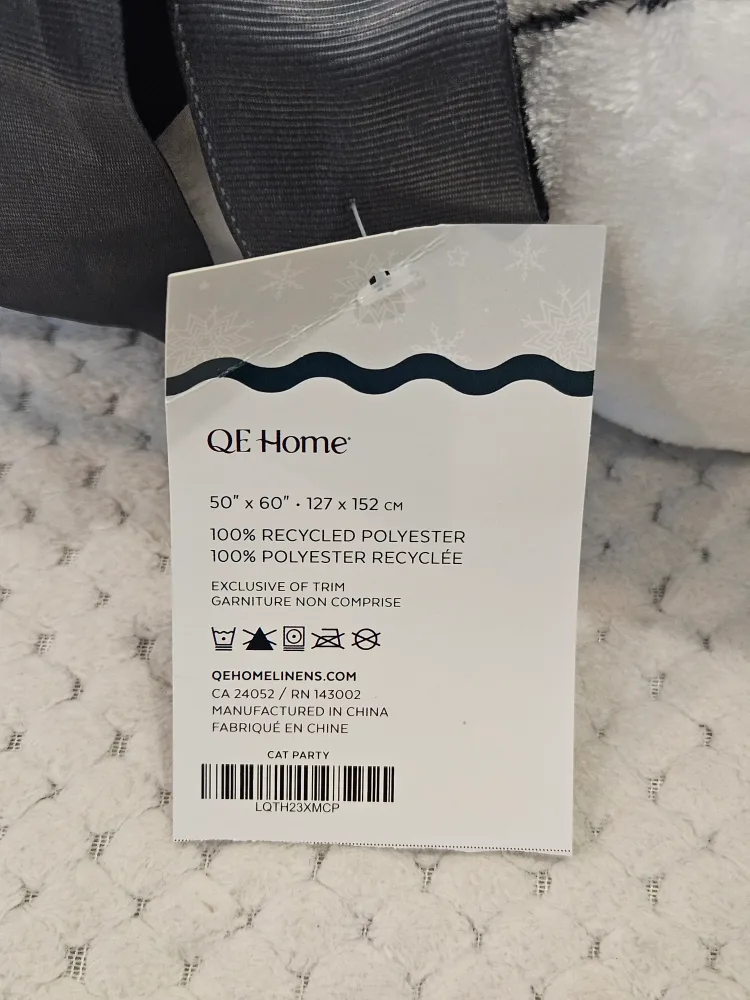 QE Home
50" x 60" • 127 x 152 CM
100% RECYCLED POLYESTER
100% POLYESTER RECYCLÉE
EXCLUSIVE OF TRIM
GARNITURE NON COMPRISE
QEHOMELINENS.COM
CA 24052 / RN 143002
MANUFACTURED IN CHINA
FABRIQUÉ EN CHINE
CAT PARTY
LQTH23XMCP